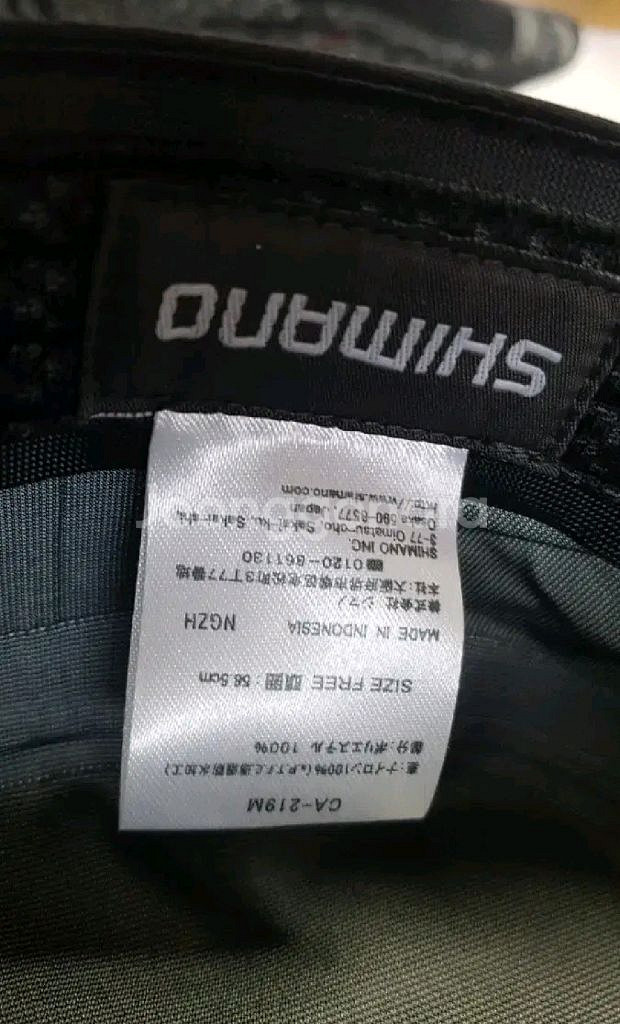 SHIMANO
CA-219M
表:ナイロン100%(
部分:ポリエステル 100%
SIZE FREE 頭囲:56.5cm
MADE IN INDONESIA NGZH
株式会社 シマノ
本社:大阪府堺市堺区老松町3丁77番地
0120-861130
SHIMANO INC.
3-77 Oimatsu-cho, Sakai-ku, Sakai-shi,
Osaka 590-8577 Japan
http://www.shimano.com